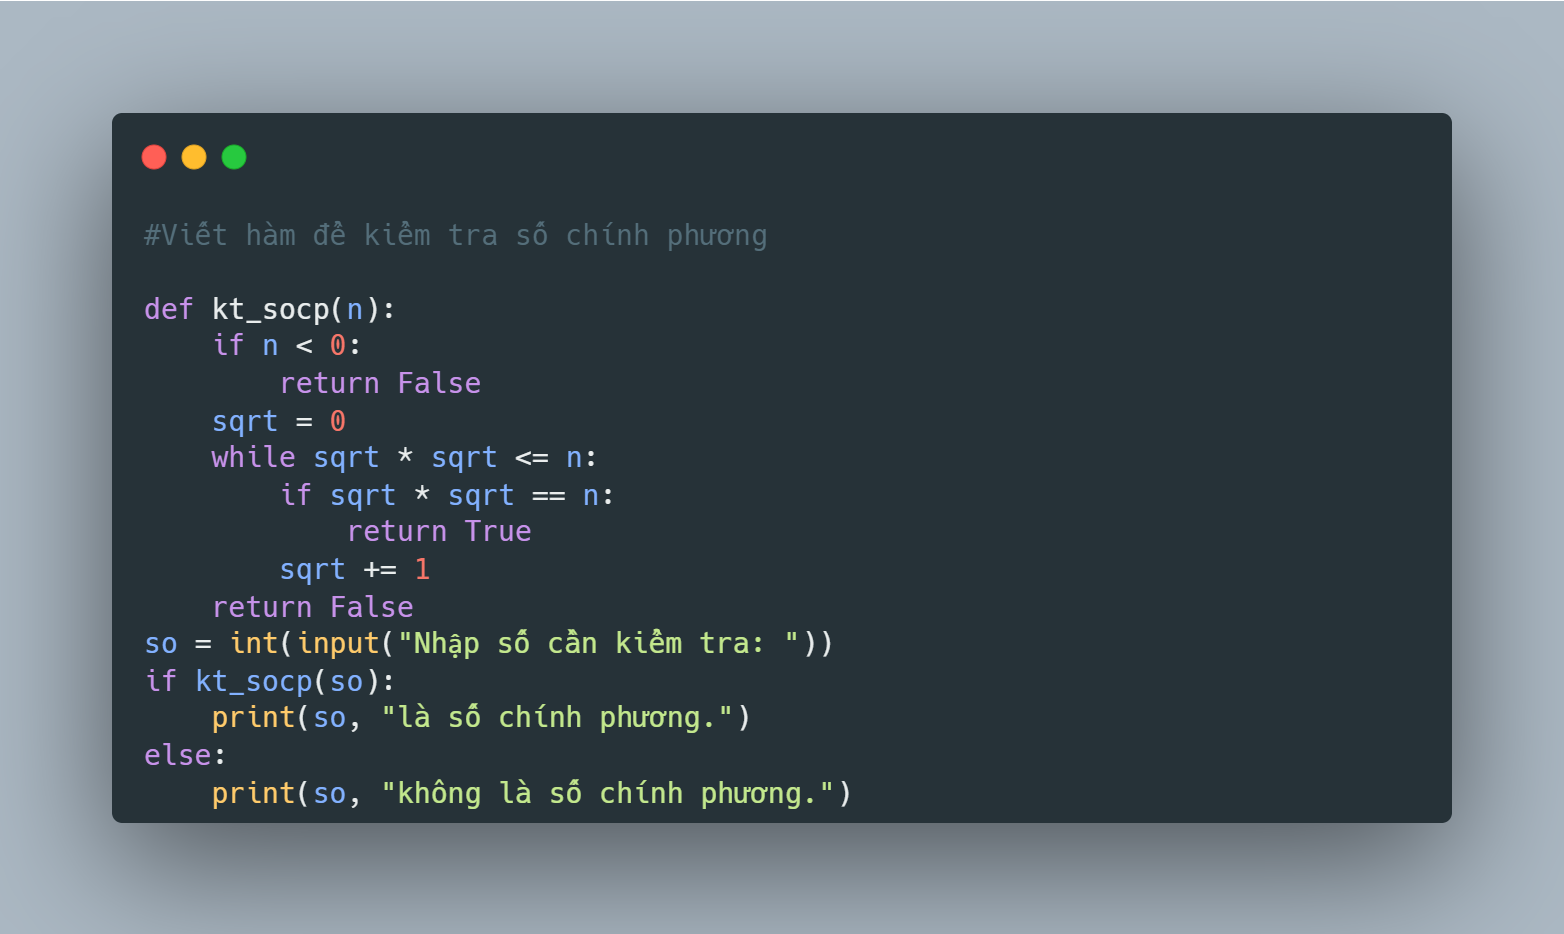 #Viết hàm để kiểm tra số chính phương
def kt_socp(n):
    if n < 0:
        return False
    sqrt = 0
    while sqrt * sqrt <= n:
        if sqrt * sqrt == n:
            return True
        sqrt += 1
    return False
so = int(input("Nhập số cần kiểm tra: "))
if kt_socp(so):
    print(so, "là số chính phương.")
else:
    print(so, "không là số chính phương.")